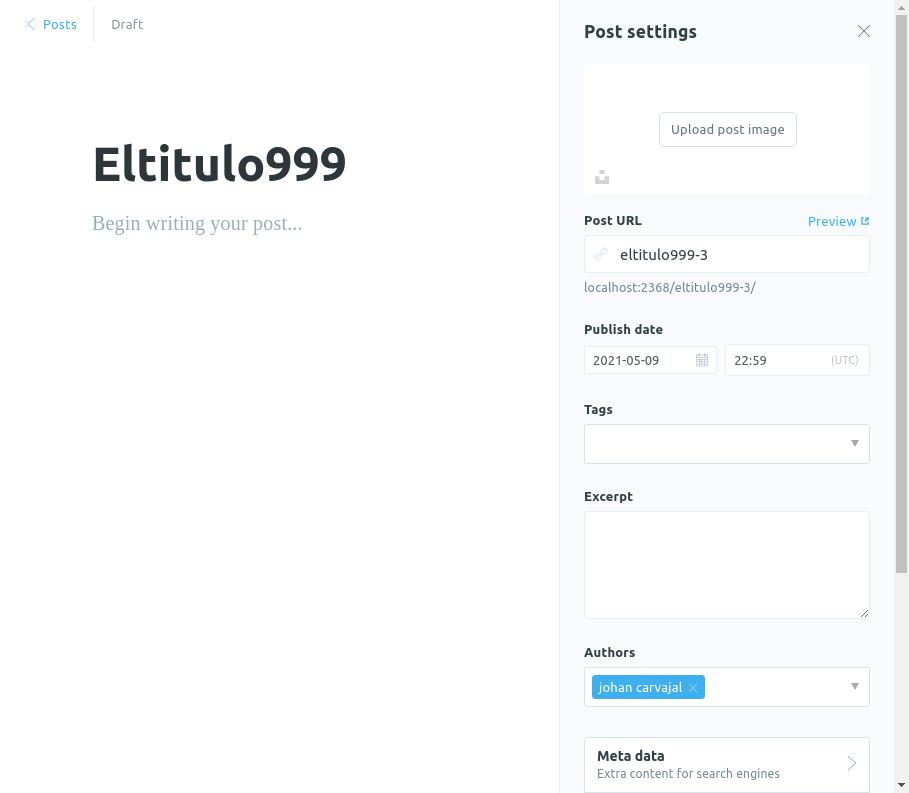 Posts
Draft
Eltitulo999
Begin writing your post...
Post settings
Upload post image
Post URL
Preview
eltitulo999-3
localhost:2368/eltitulo999-3/
Publish date
2021-05-09
22:59
(UTC)
Tags
Excerpt
Authors
johan carvajal
Meta data
Extra content for search engines